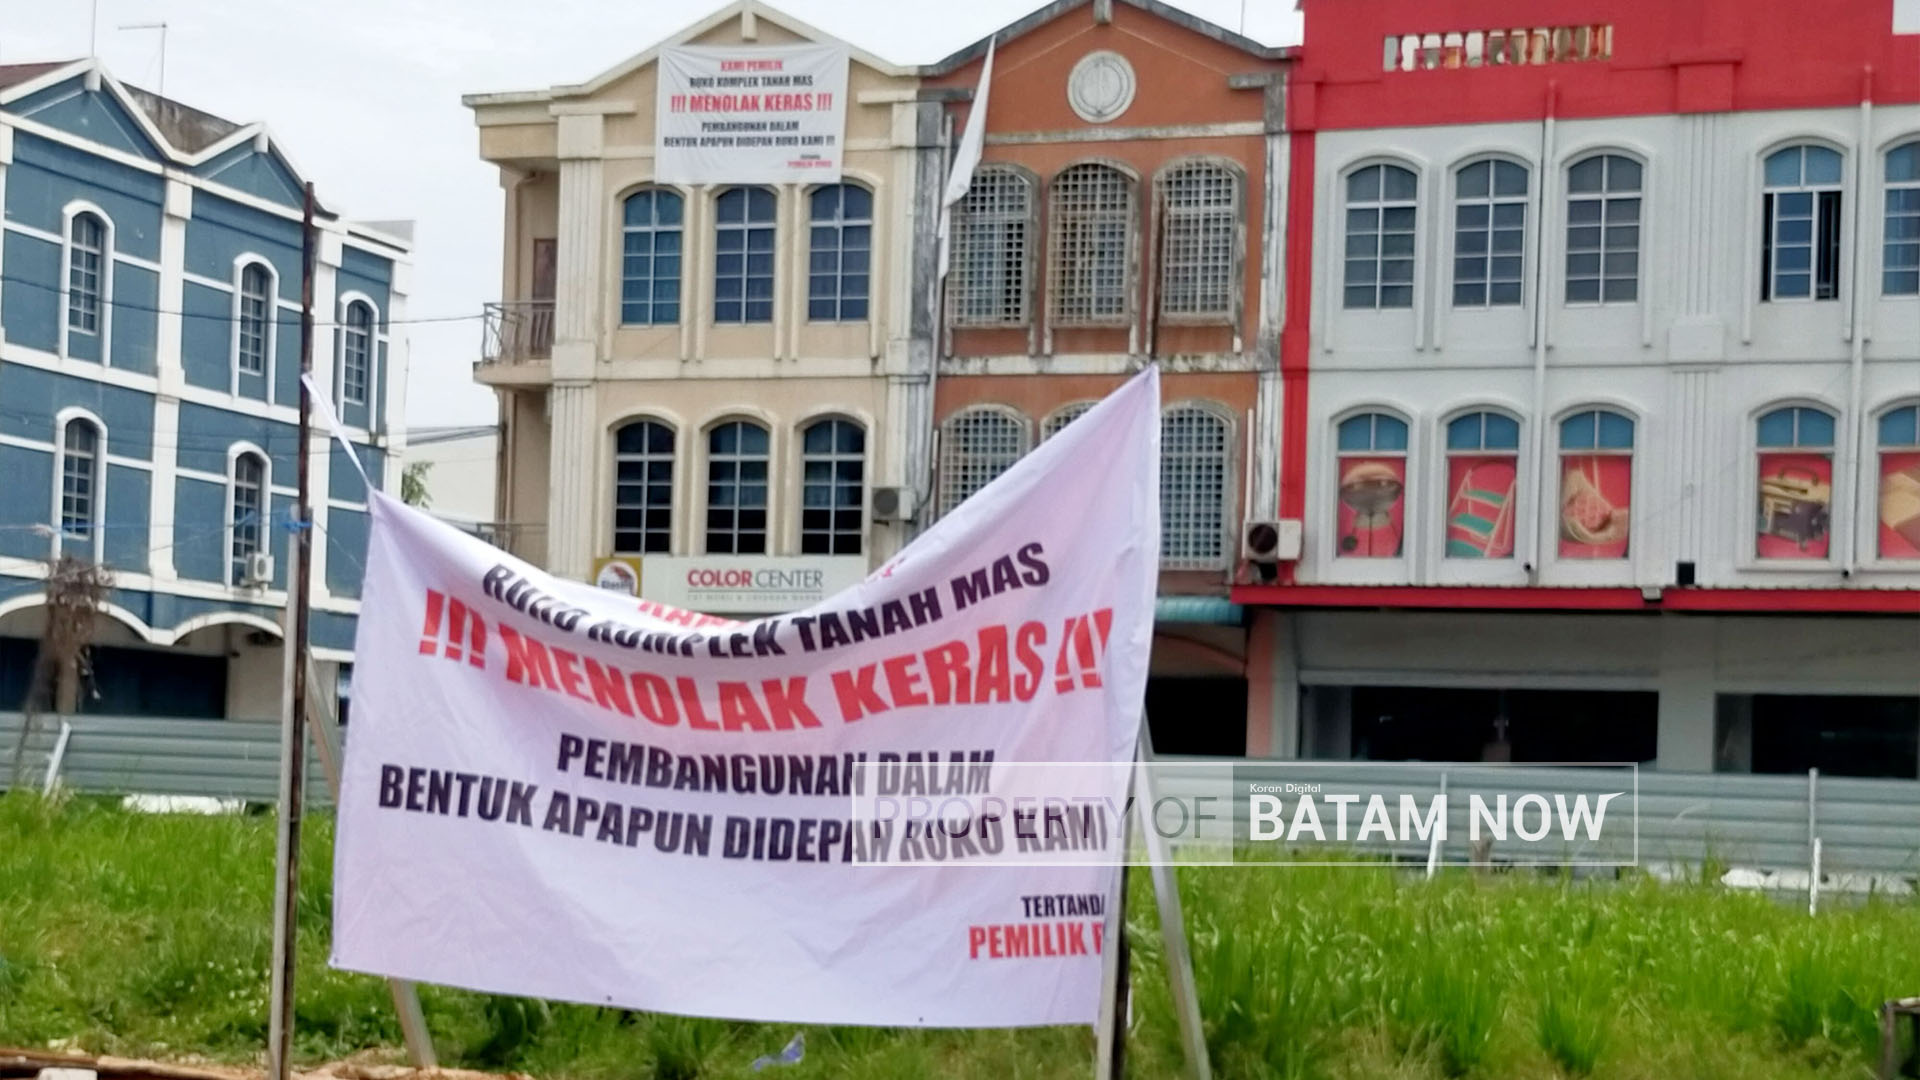 KAMI PEMILIK
RUKO KOMPLEK TANAH MAS
!!! MENOLAK KERAS !!!
PEMBANGUNAN DALAM
BENTUK APAPUN DIDEPAN RUKO KAMI !!!
PEMILIK RUKO
COLOR CENTER
RUKO KOMPLEK TANAH MAS
!!! MENOLAK KERAS !!!
PEMBANGUNAN DALAM
BENTUK APAPUN DIDEPAN RUKO KAMI
TERTANDA
PEMILIK
PROPERTY OF
Koran Digital
BATAM NOW